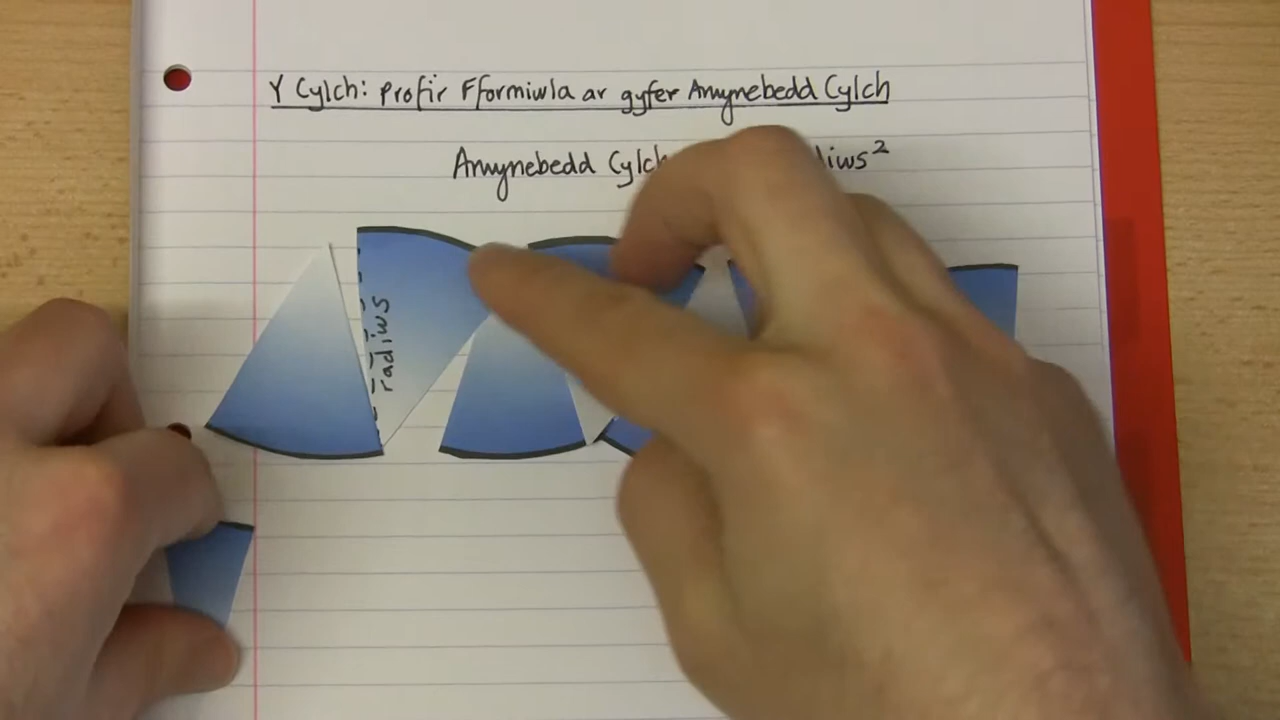 Y Cylch: Profi'r Fformiwla ar gyfer Arwynebedd Cylch
Arwynebedd Cylch
radiws